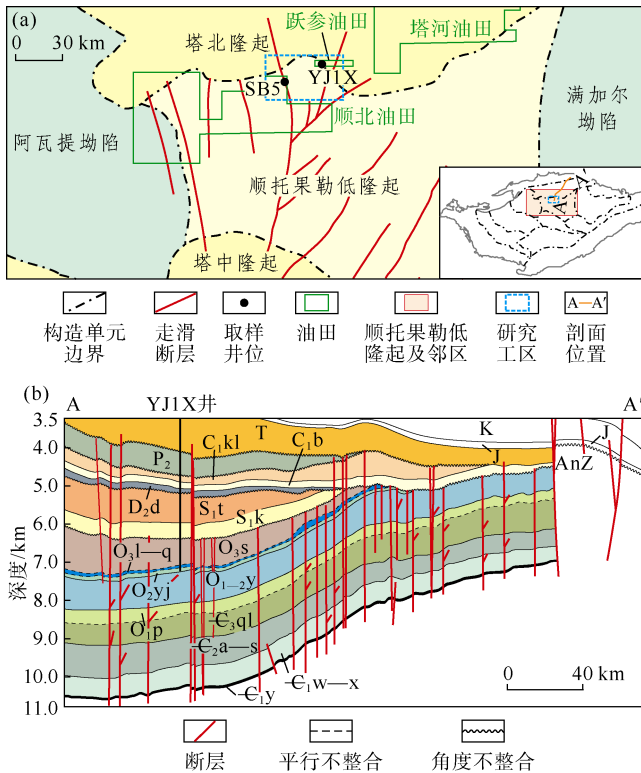 (a)
0 30 km
塔北隆起
跃参油田
塔河油田
YJ1X
SB5
顺北油田
满加尔
坳陷
阿瓦提坳陷
顺托果勒低隆起
塔中隆起
A
A′
构造单元
边界
走滑
断层
取样
井位
油田
顺托果勒低
隆起及邻区
研究
工区
A—A′
剖面
位置
(b)
A
YJ1X井
A′
3.5
4.0
5.0
6.0
7.0
8.0
9.0
10.0
11.0
深度/km
T
K
J
J
C₁kl
C₁b
P₂
AnZ
D₂d
S₁t
S₁k
O₃l—q
O₃s
O₂yj
O₁₋₂y
O₁p
Ꞓ₃ql
Ꞓ₂a—s
Ꞓ₁w—x
Ꞓ₁y
0 40 km
断层
平行不整合
角度不整合